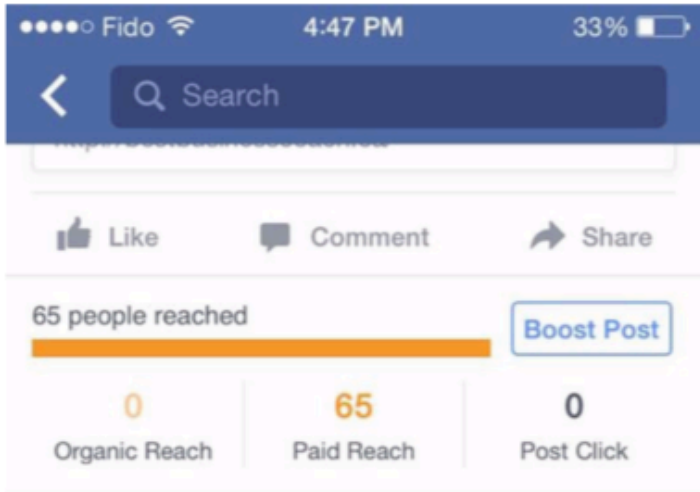 Fido 4:47 PM 33%
Search
Like Comment Share
65 people reached
Boost Post
0 65 0
Organic Reach Paid Reach Post Click